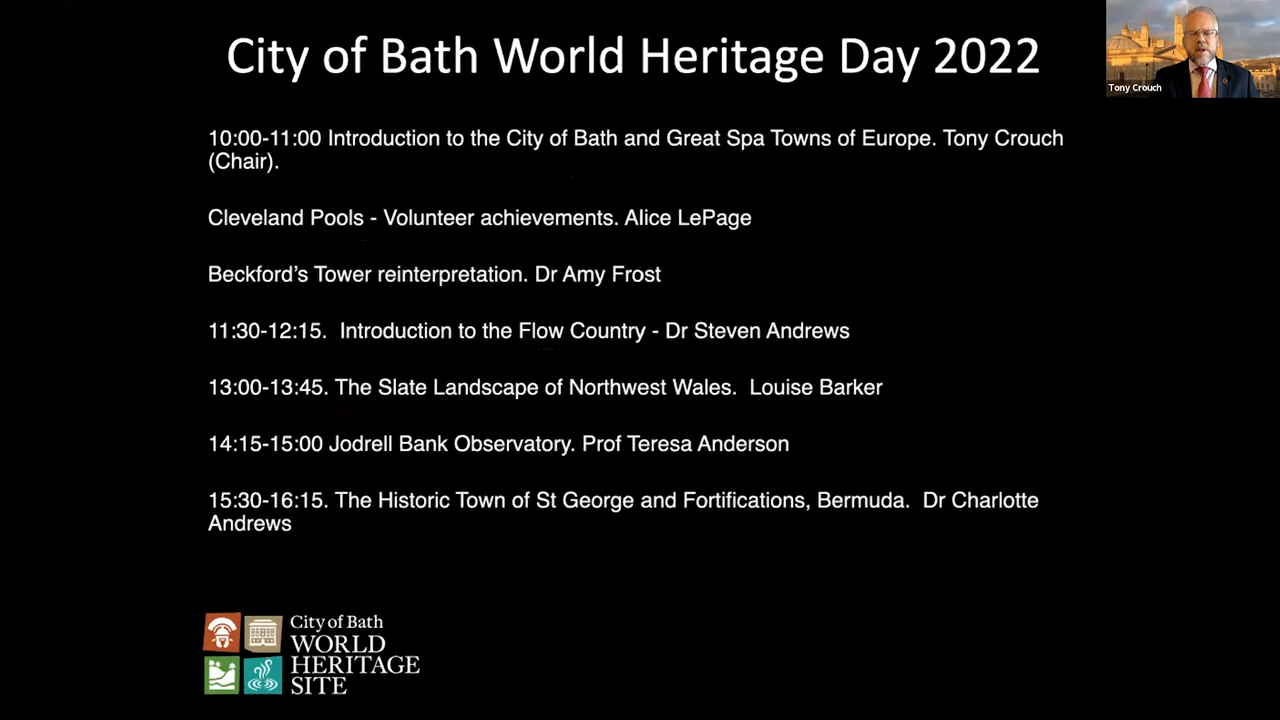 City of Bath World Heritage Day 2022
Tony Crouch
10:00-11:00 Introduction to the City of Bath and Great Spa Towns of Europe. Tony Crouch
(Chair).
Cleveland Pools - Volunteer achievements. Alice LePage
Beckford's Tower reinterpretation. Dr Amy Frost
11:30-12:15.  Introduction to the Flow Country - Dr Steven Andrews
13:00-13:45. The Slate Landscape of Northwest Wales.  Louise Barker
14:15-15:00 Jodrell Bank Observatory. Prof Teresa Anderson
15:30-16:15. The Historic Town of St George and Fortifications, Bermuda.  Dr Charlotte
Andrews
City of Bath
WORLD
HERITAGE
SITE